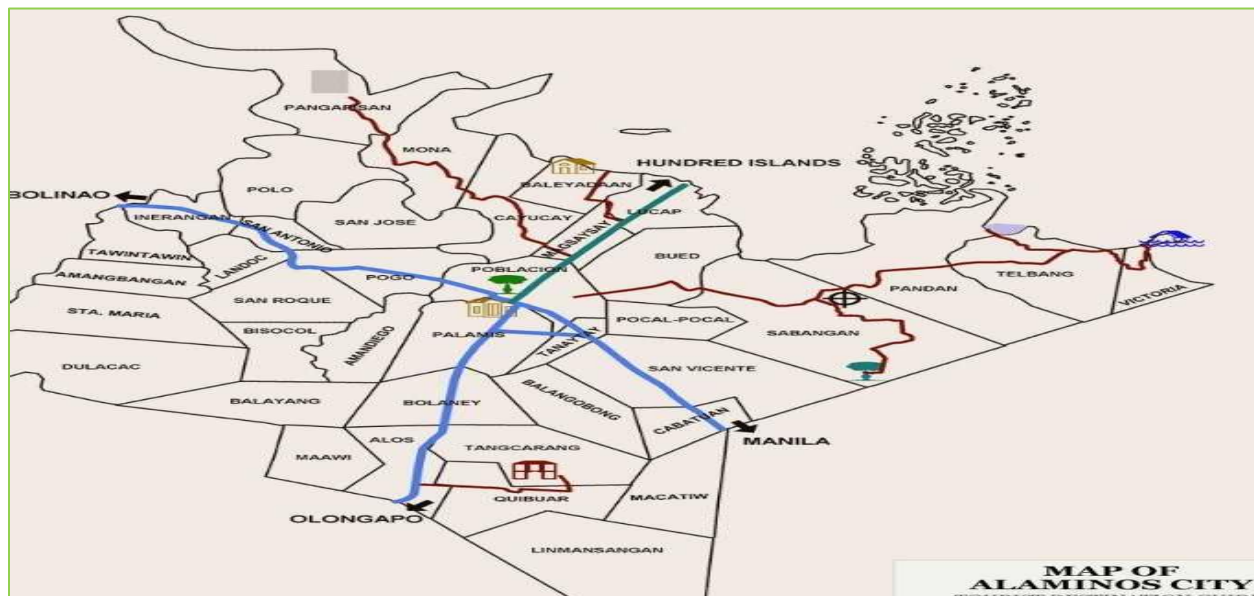 PANGARISAN
MONA
HUNDRED ISLANDS
BALEYADAAN
POLO
BOLINAO
INERANGAN
SAN JOSE
CAYUCAY
LUCAP
SAN ANTONIO
MAGBAYSAY
TAWINTAWIN
LANDOC
BUED
AMANGBANGAN
POGO
POBLACION
TELBANG
PANDAN
VICTORIA
SAN ROQUE
STA. MARIA
BISOCOL
AMANDIEGO
PALAMIS
TANAYTAY
POCAL-POCAL
SABANGAN
DULACAC
SAN VICENTE
BALAYANG
BOLANEY
BALANGOBONG
CABATUAN
MANILA
ALOS
TANGCARANG
MAAWI
QUIBUAR
MACATIW
OLONGAPO
LINMANSANGAN
MAP OF
ALAMINOS CITY